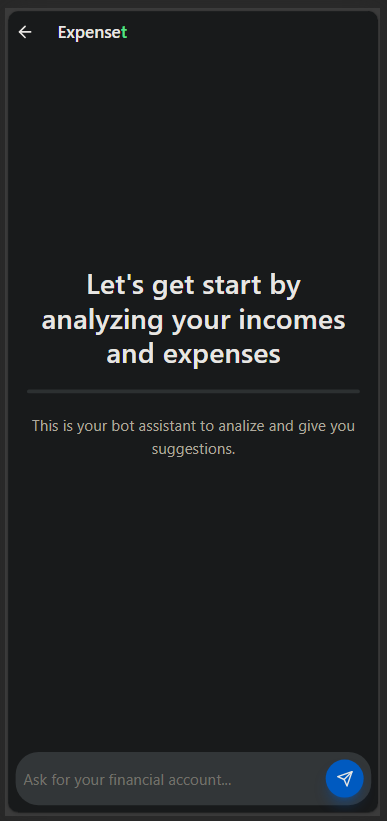 Expenset
Let's get start by
analyzing your incomes
and expenses
This is your bot assistant to analize and give you
suggestions.
Ask for your financial account...